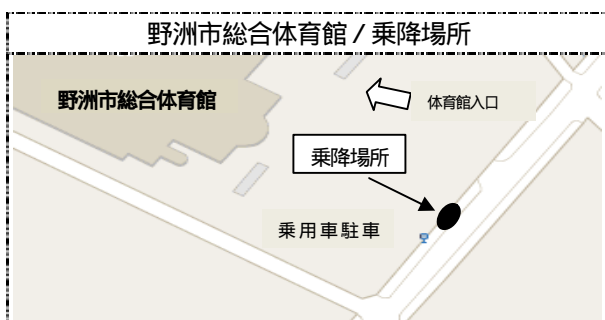 野洲市総合体育館 / 乗降場所
野洲市総合体育館
体育館入口
乗降場所
乗用車駐車